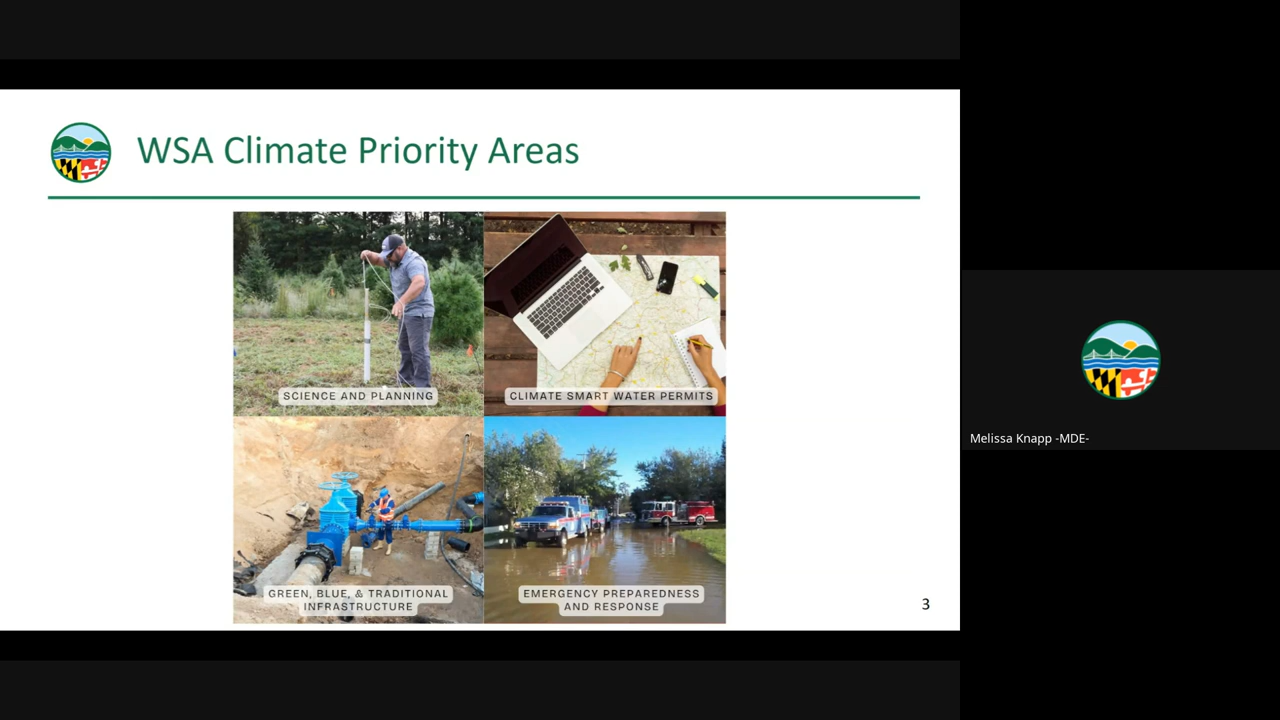 WSA Climate Priority Areas
SCIENCE AND PLANNING
CLIMATE SMART WATER PERMITS
GREEN, BLUE, & TRADITIONAL
INFRASTRUCTURE
EMERGENCY PREPAREDNESS
AND RESPONSE
3
Melissa Knapp -MDE-